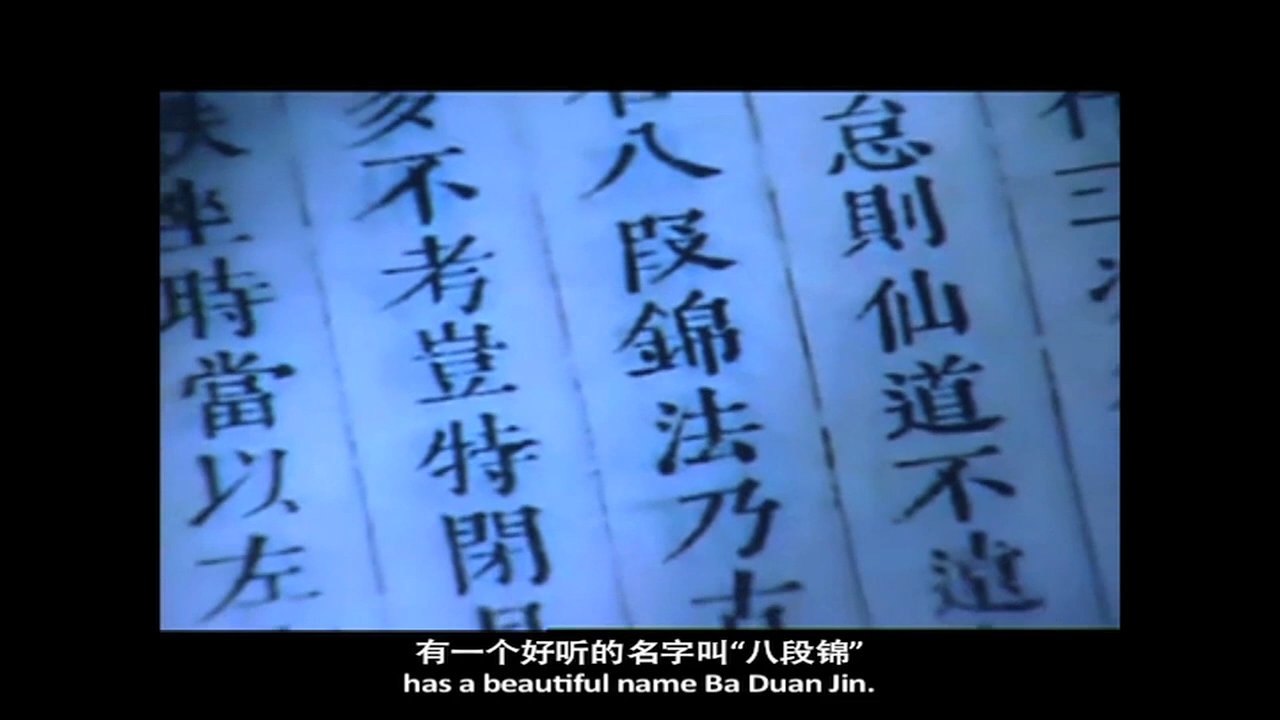 三
怠則仙道不
八段錦法乃古
不考豈特閉
坐時當以左
有一个好听的名字叫“八段锦”
has a beautiful name Ba Duan Jin.